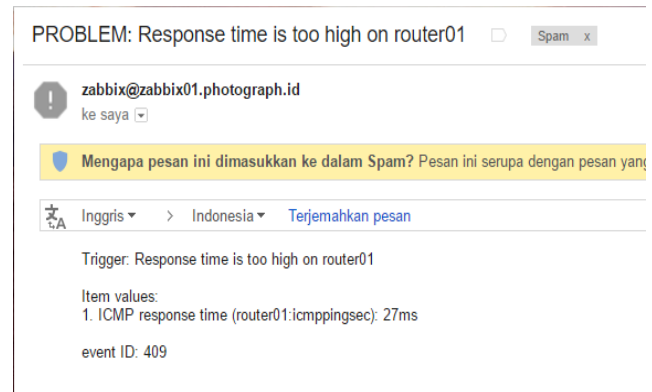 PROBLEM: Response time is too high on router01 Spam x
zabbix@zabbix01.photograph.id
ke saya
Mengapa pesan ini dimasukkan ke dalam Spam? Pesan ini serupa dengan pesan yang
Inggris > Indonesia Terjemahkan pesan
Trigger: Response time is too high on router01
Item values:
1. ICMP response time (router01:icmppingsec): 27ms
event ID: 409